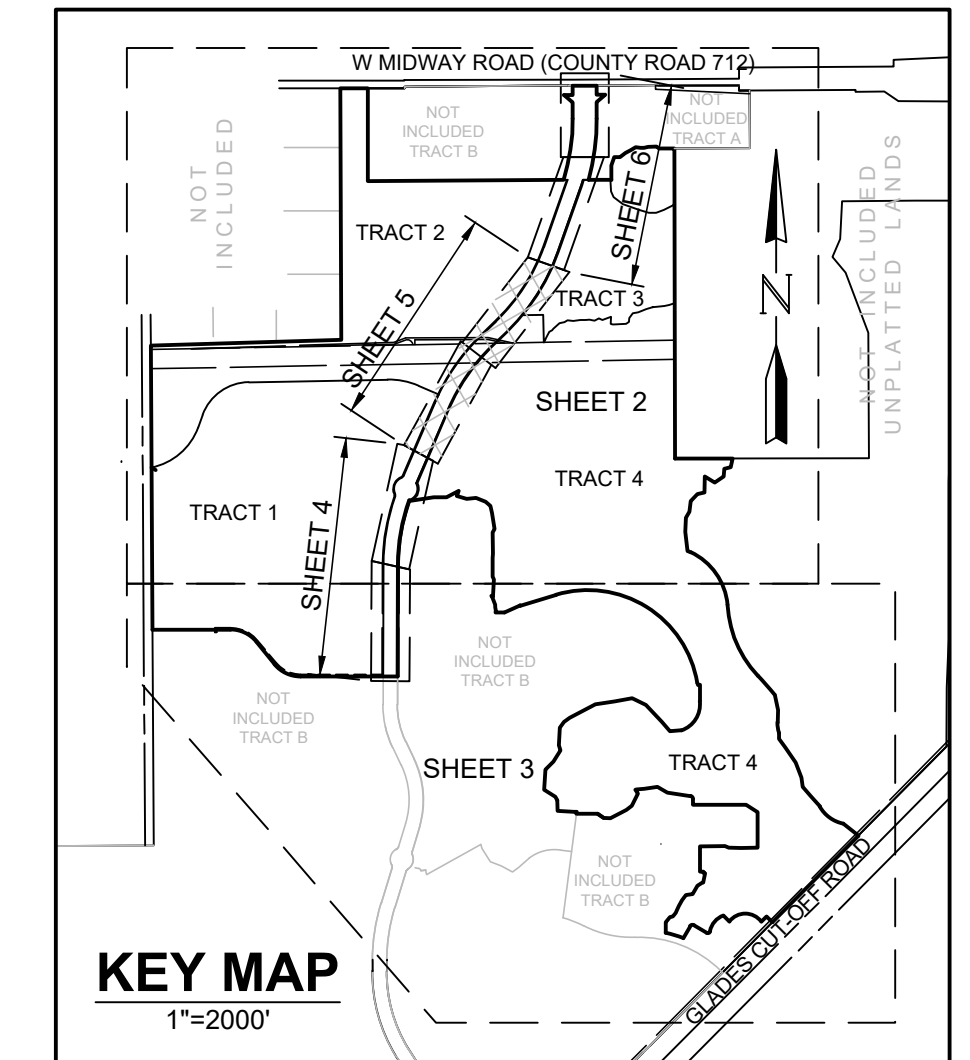 W MIDWAY ROAD (COUNTY ROAD 712)
NOT
INCLUDED
TRACT B
NOT
INCLUDED
TRACT A
NOT
INCLUDED
NOT INCLUDED
UNPLATTED LANDS
SHEET 6
TRACT 2
N
TRACT 3
SHEET 5
SHEET 2
TRACT 4
TRACT 1
SHEET 4
NOT
INCLUDED
TRACT B
NOT
INCLUDED
TRACT B
SHEET 3
TRACT 4
NOT
INCLUDED
TRACT B
GLADES CUT-OFF ROAD
KEY MAP
1"=2000'